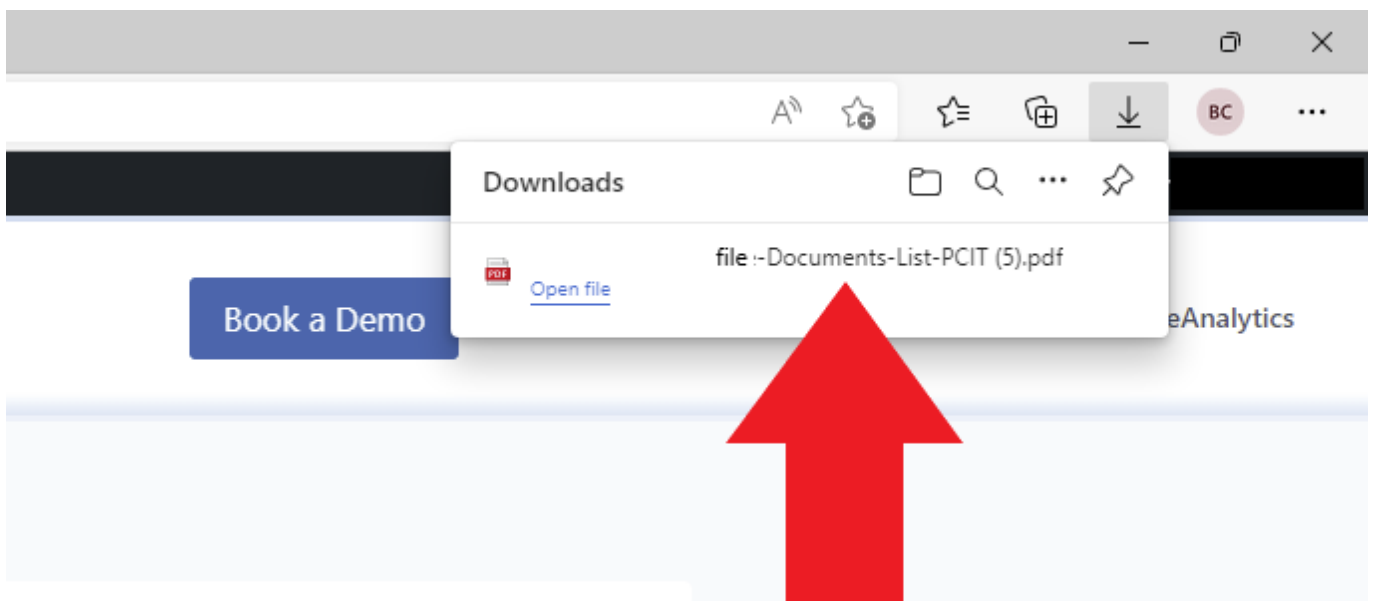 A
BC
Downloads
file :-Documents-List-PCIT (5).pdf
PDF
Open file
Book a Demo
eAnalytics